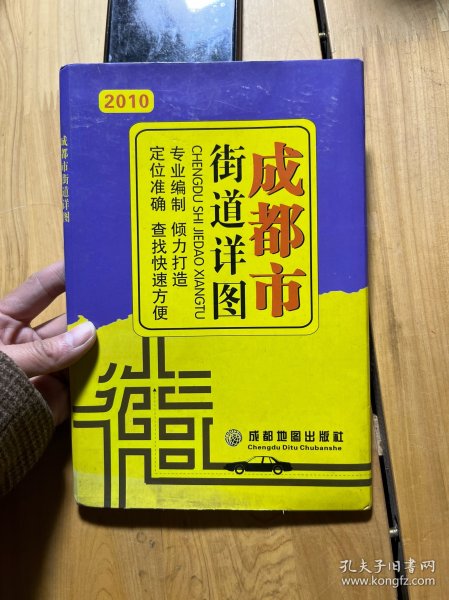 2010
成都市
街道详图
CHENGDU SHI JIEDAO XIANGTU
专业编制 倾力打造
定位准确 查找快速方便
成都市街道详图
成都地图出版社
Chengdu Ditu Chubanshe
孔夫子旧书网
www.kongfz.com